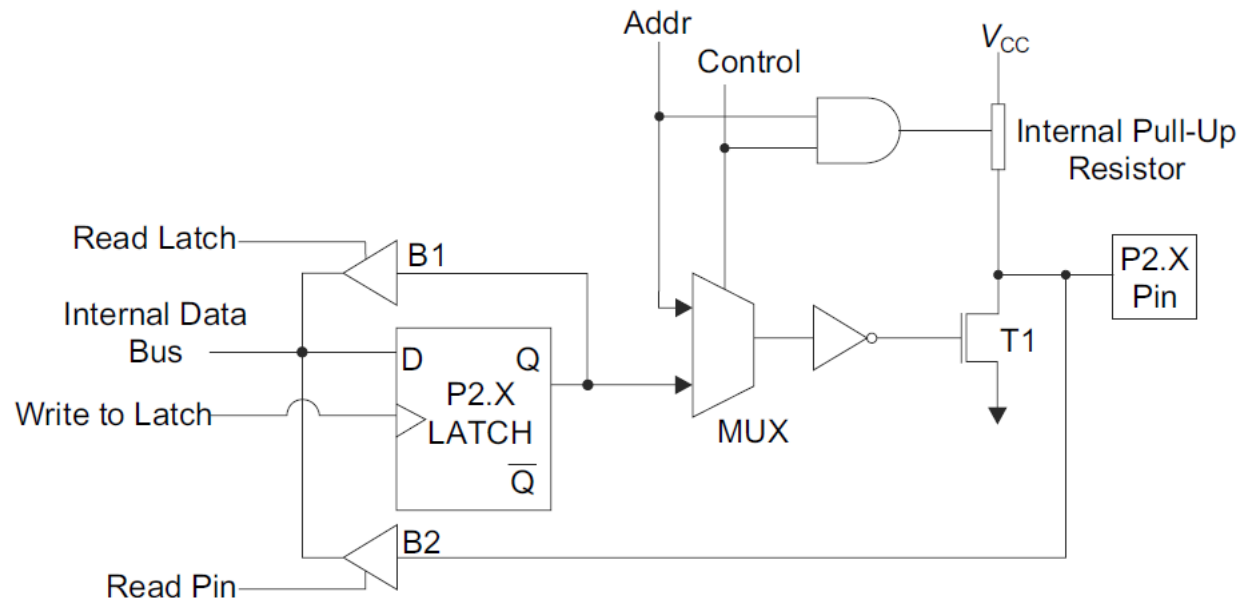 Addr
V_CC
Control
Internal Pull-Up
Resistor
Read Latch
B1
P2.X
Pin
Internal Data
Bus
T1
D
Q
P2.X
LATCH
Write to Latch
MUX
Q̅
B2
Read Pin